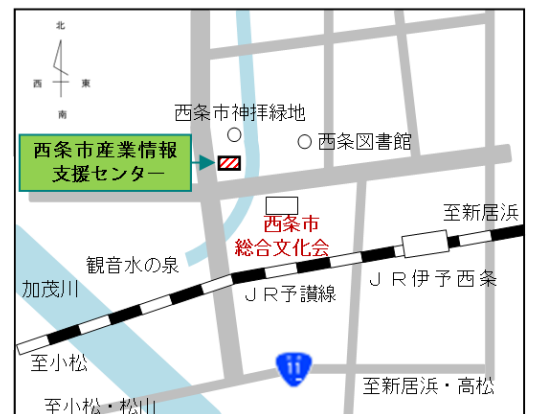 北
西 東
南
西条市神拝緑地
西条図書館
西条市産業情報
支援センター
西条市
総合文化会
至新居浜
観音水の泉
加茂川
JR伊予西条
JR予讃線
至小松
11
至新居浜・高松
至小松・松山